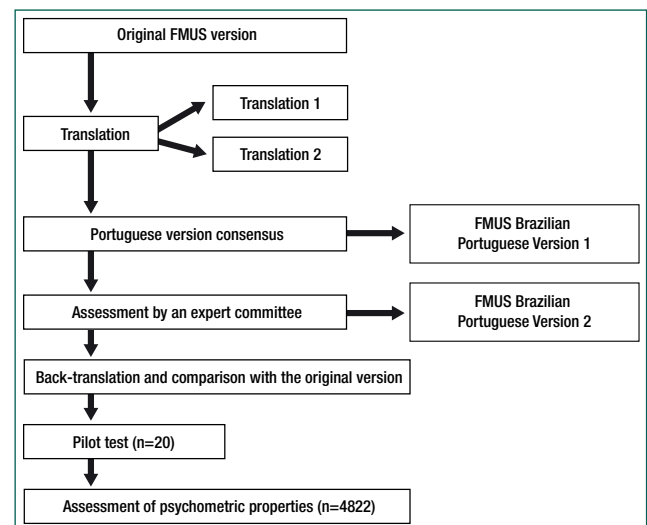 Original FMUS version
Translation 1
Translation
Translation 2
Portuguese version consensus
FMUS Brazilian
Portuguese Version 1
Assessment by an expert committee
FMUS Brazilian
Portuguese Version 2
Back-translation and comparison with the original version
Pilot test (n=20)
Assessment of psychometric properties (n=4822)